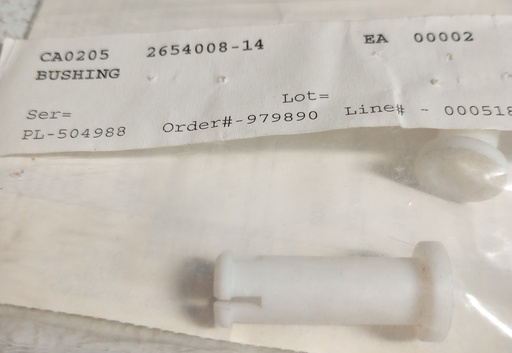 CA0205 2654008-14 EA 00002
BUSHING
Ser= Lot=
PL-504988 Order#-979890 Line# - 000518